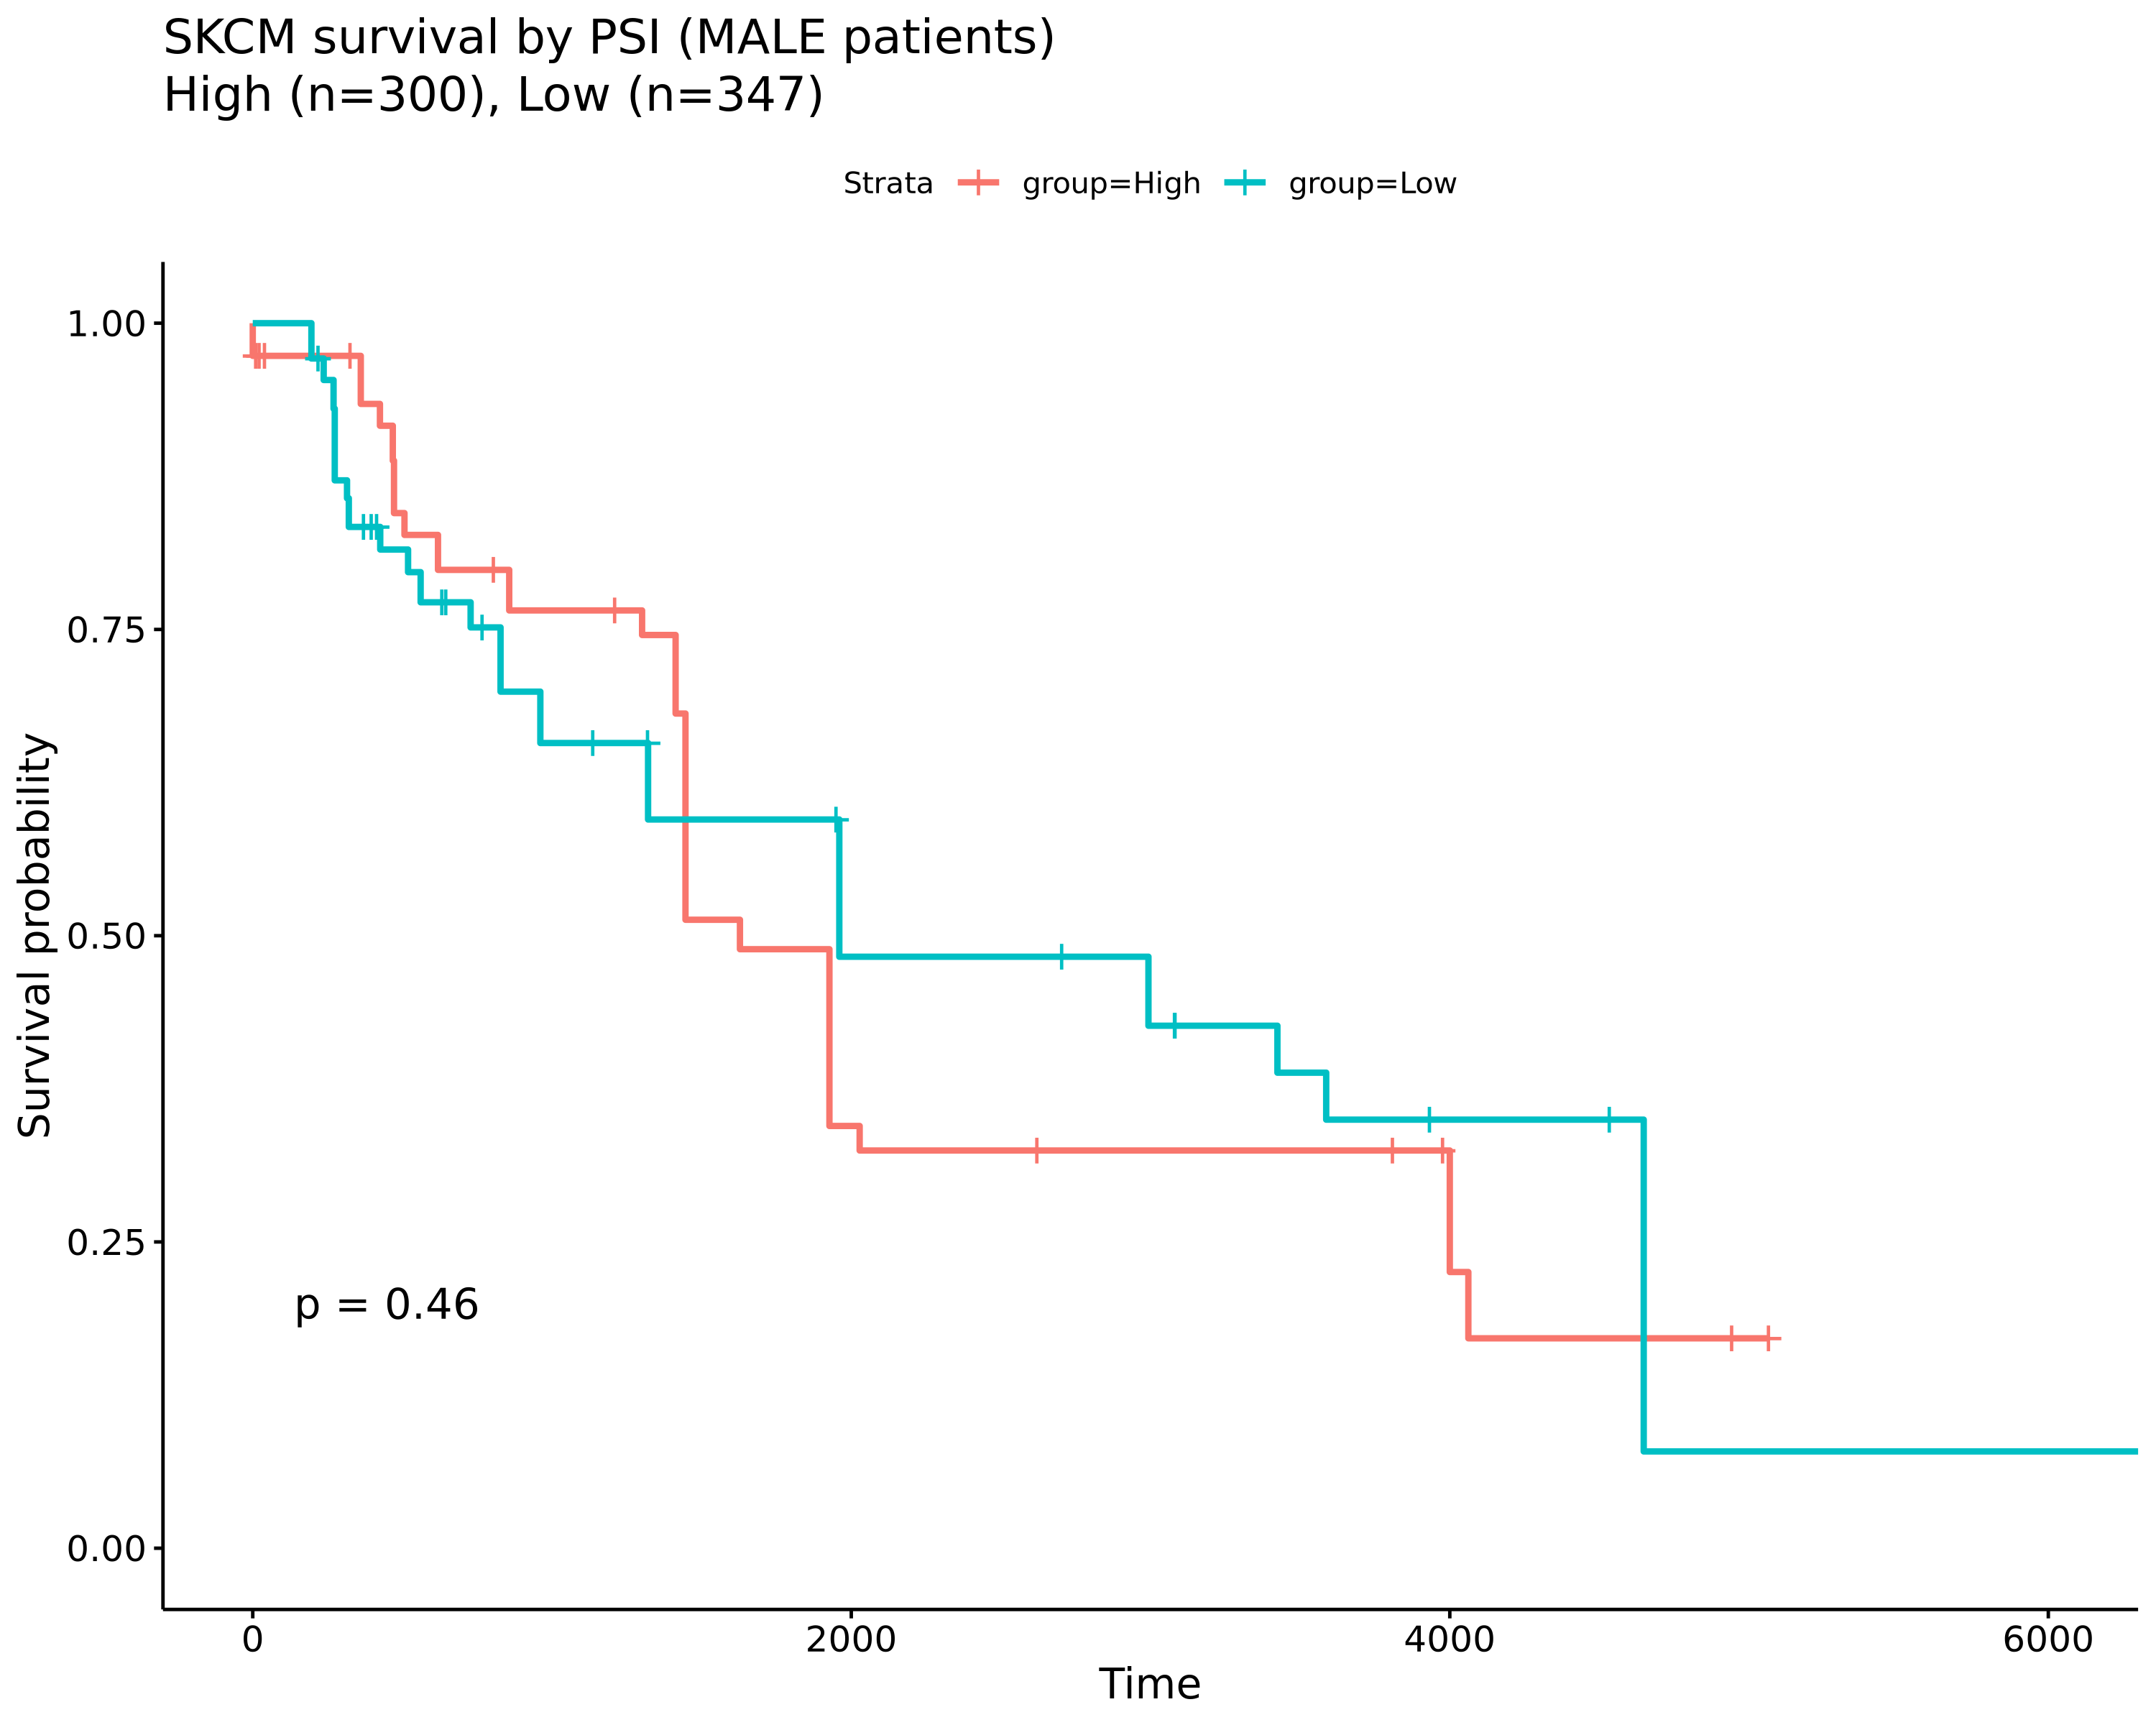 SKCM survival by PSI (MALE patients)
High (n=300), Low (n=347)
Strata group=High group=Low
1.00
0.75
0.50
0.25
0.00
Survival probability
p = 0.46
0 2000 4000 6000
Time